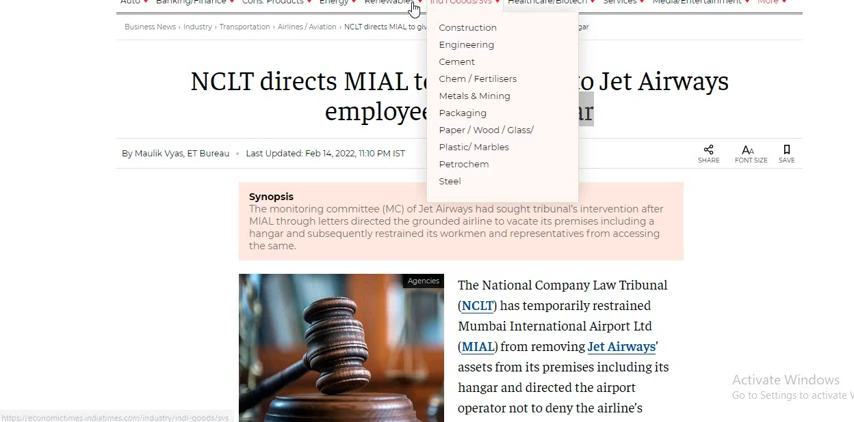 Auto Banking/Finance Cons. Products Energy Renewables Ind'l Goods/Svs Healthcare/Biotech Services Media/Entertainment More
Business News › Industry › Transportation › Airlines / Aviation › NCLT directs MIAL to gi
Construction
Engineering
Cement
Chem / Fertilisers
Metals & Mining
Packaging
Paper / Wood / Glass/
Plastic/ Marbles
Petrochem
Steel
NCLT directs MIAL to Jet Airways
employee
By Maulik Vyas, ET Bureau • Last Updated: Feb 14, 2022, 11:10 PM IST
SHARE FONT SIZE SAVE
Synopsis
The monitoring committee (MC) of Jet Airways had sought tribunal's intervention after
MIAL through letters directed the grounded airline to vacate its premises including a
hangar and subsequently restrained its workmen and representatives from accessing
the same.
Agencies
The National Company Law Tribunal
(NCLT) has temporarily restrained
Mumbai International Airport Ltd
(MIAL) from removing Jet Airways'
assets from its premises including its
hangar and directed the airport
operator not to deny the airline's
Activate Windows
Go to Settings to activate W
https://economictimes.indiatimes.com/industry/indl-goods/svs